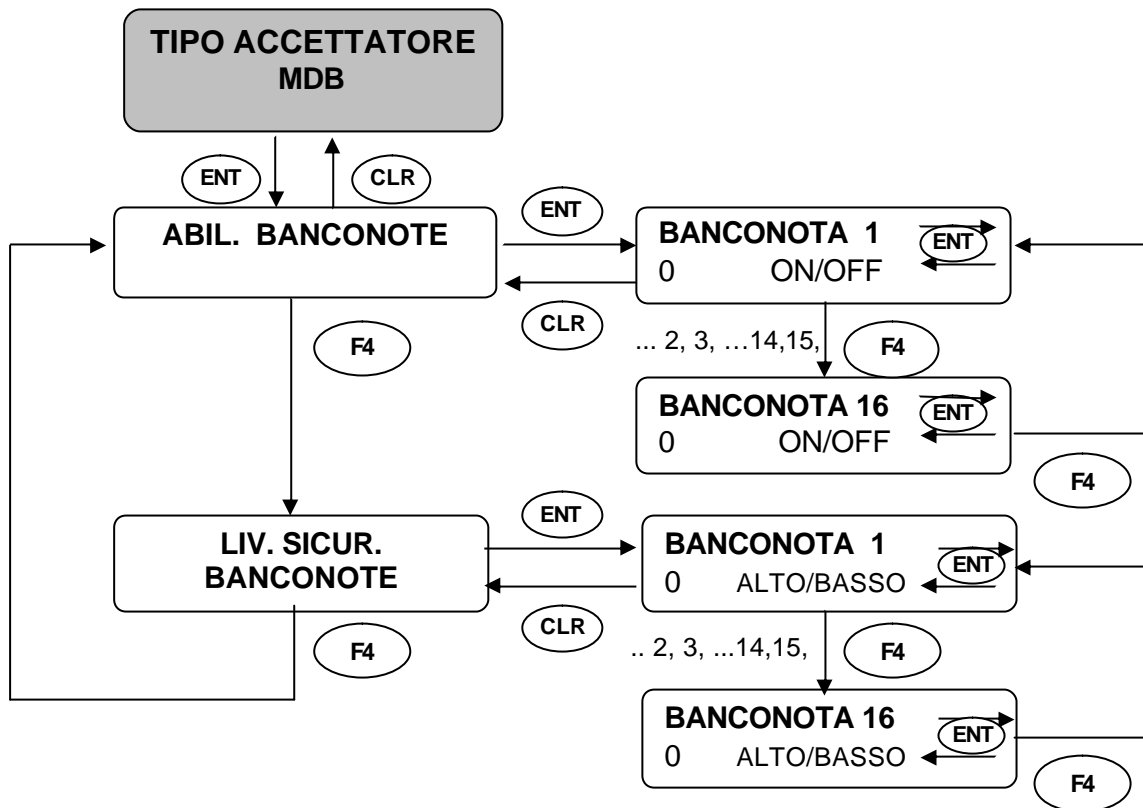 TIPO ACCETTATORE
MDB
ENT
CLR
ABIL. BANCONOTE
ENT
CLR
BANCONOTA 1
ENT
0 ON/OFF
F4
... 2, 3, …14,15,
F4
BANCONOTA 16
ENT
0 ON/OFF
F4
LIV. SICUR.
BANCONOTE
ENT
CLR
BANCONOTA 1
ENT
0 ALTO/BASSO
F4
.. 2, 3, ...14,15,
F4
BANCONOTA 16
ENT
0 ALTO/BASSO
F4